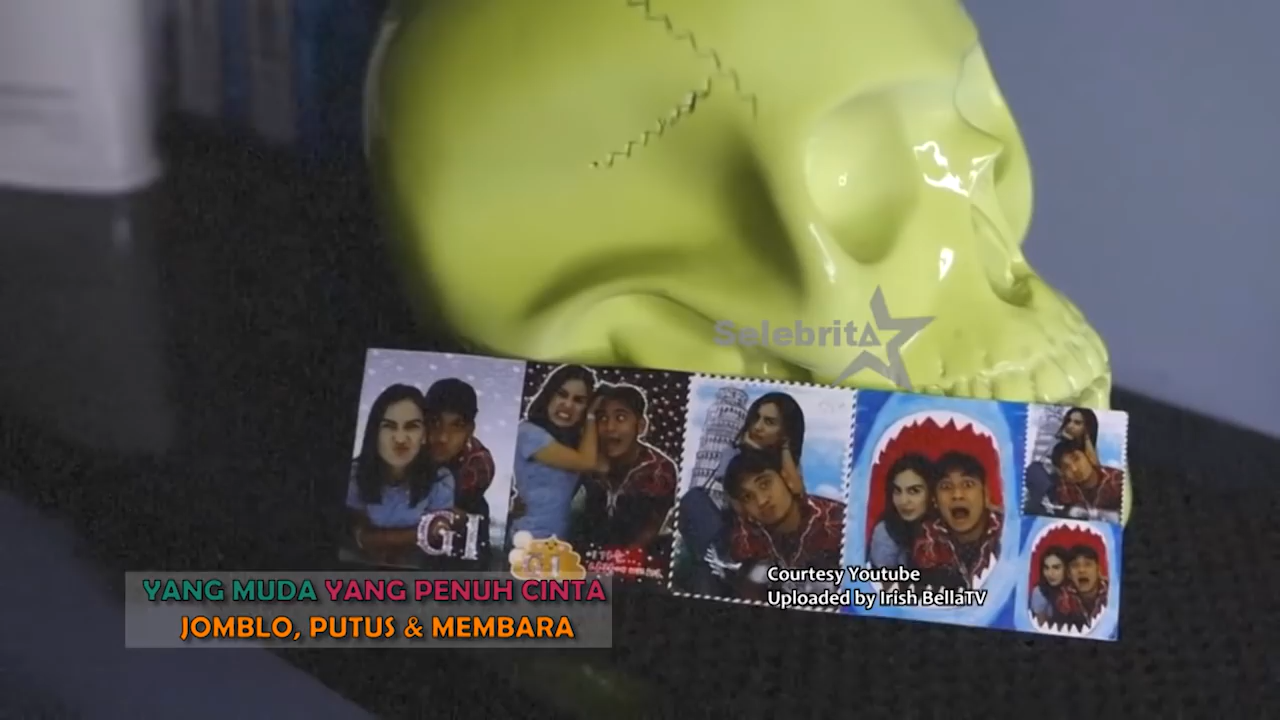 Selebrita
GI
YANG MUDA YANG PENUH CINTA
JOMBLO, PUTUS & MEMBARA
Courtesy Youtube
Uploaded by Irish BellaTV